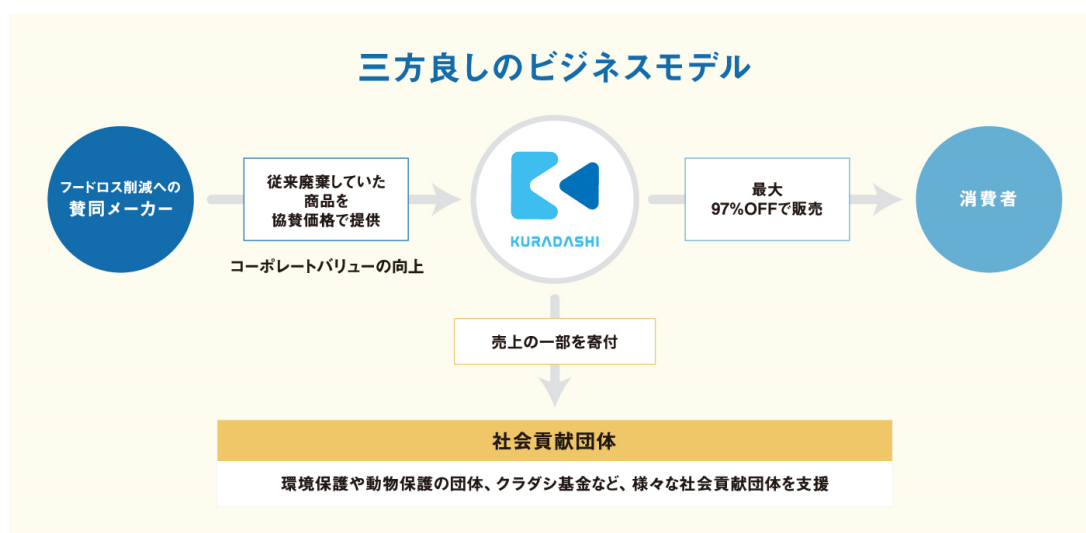 三方良しのビジネスモデル
フードロス削減への
賛同メーカー
従来廃棄していた
商品を
協賛価格で提供
コーポレートバリューの向上
KURADASHI
最大
97%OFFで販売
消費者
売上の一部を寄付
社会貢献団体
環境保護や動物保護の団体、クラダシ基金など、様々な社会貢献団体を支援